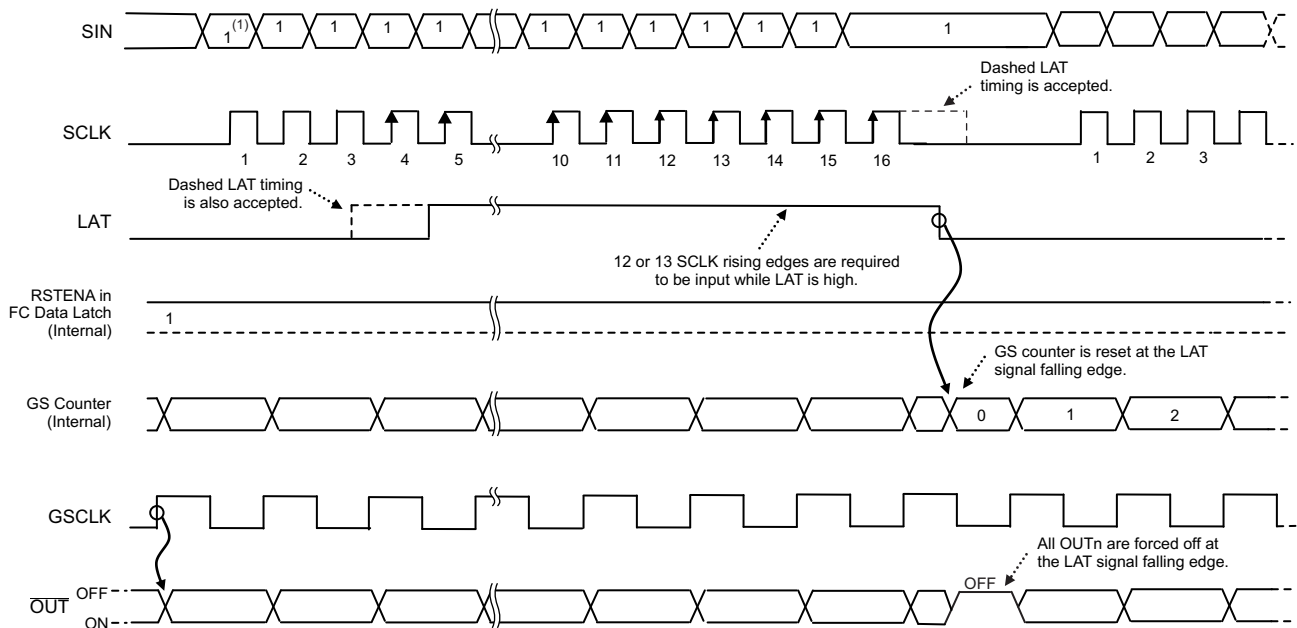 SIN
1(1) 1 1 1 1 1 1 1 1 1 1 1
Dashed LAT
timing is accepted.
SCLK
1 2 3 4 5 10 11 12 13 14 15 16 1 2 3
Dashed LAT timing
is also accepted.
LAT
12 or 13 SCLK rising edges are required
to be input while LAT is high.
RSTENA in
FC Data Latch
(Internal)
1
GS counter is reset at the LAT
signal falling edge.
GS Counter
(Internal)
0 1 2
GSCLK
All OUTn are forced off at
the LAT signal falling edge.
OUT
OFF
OFF
ON